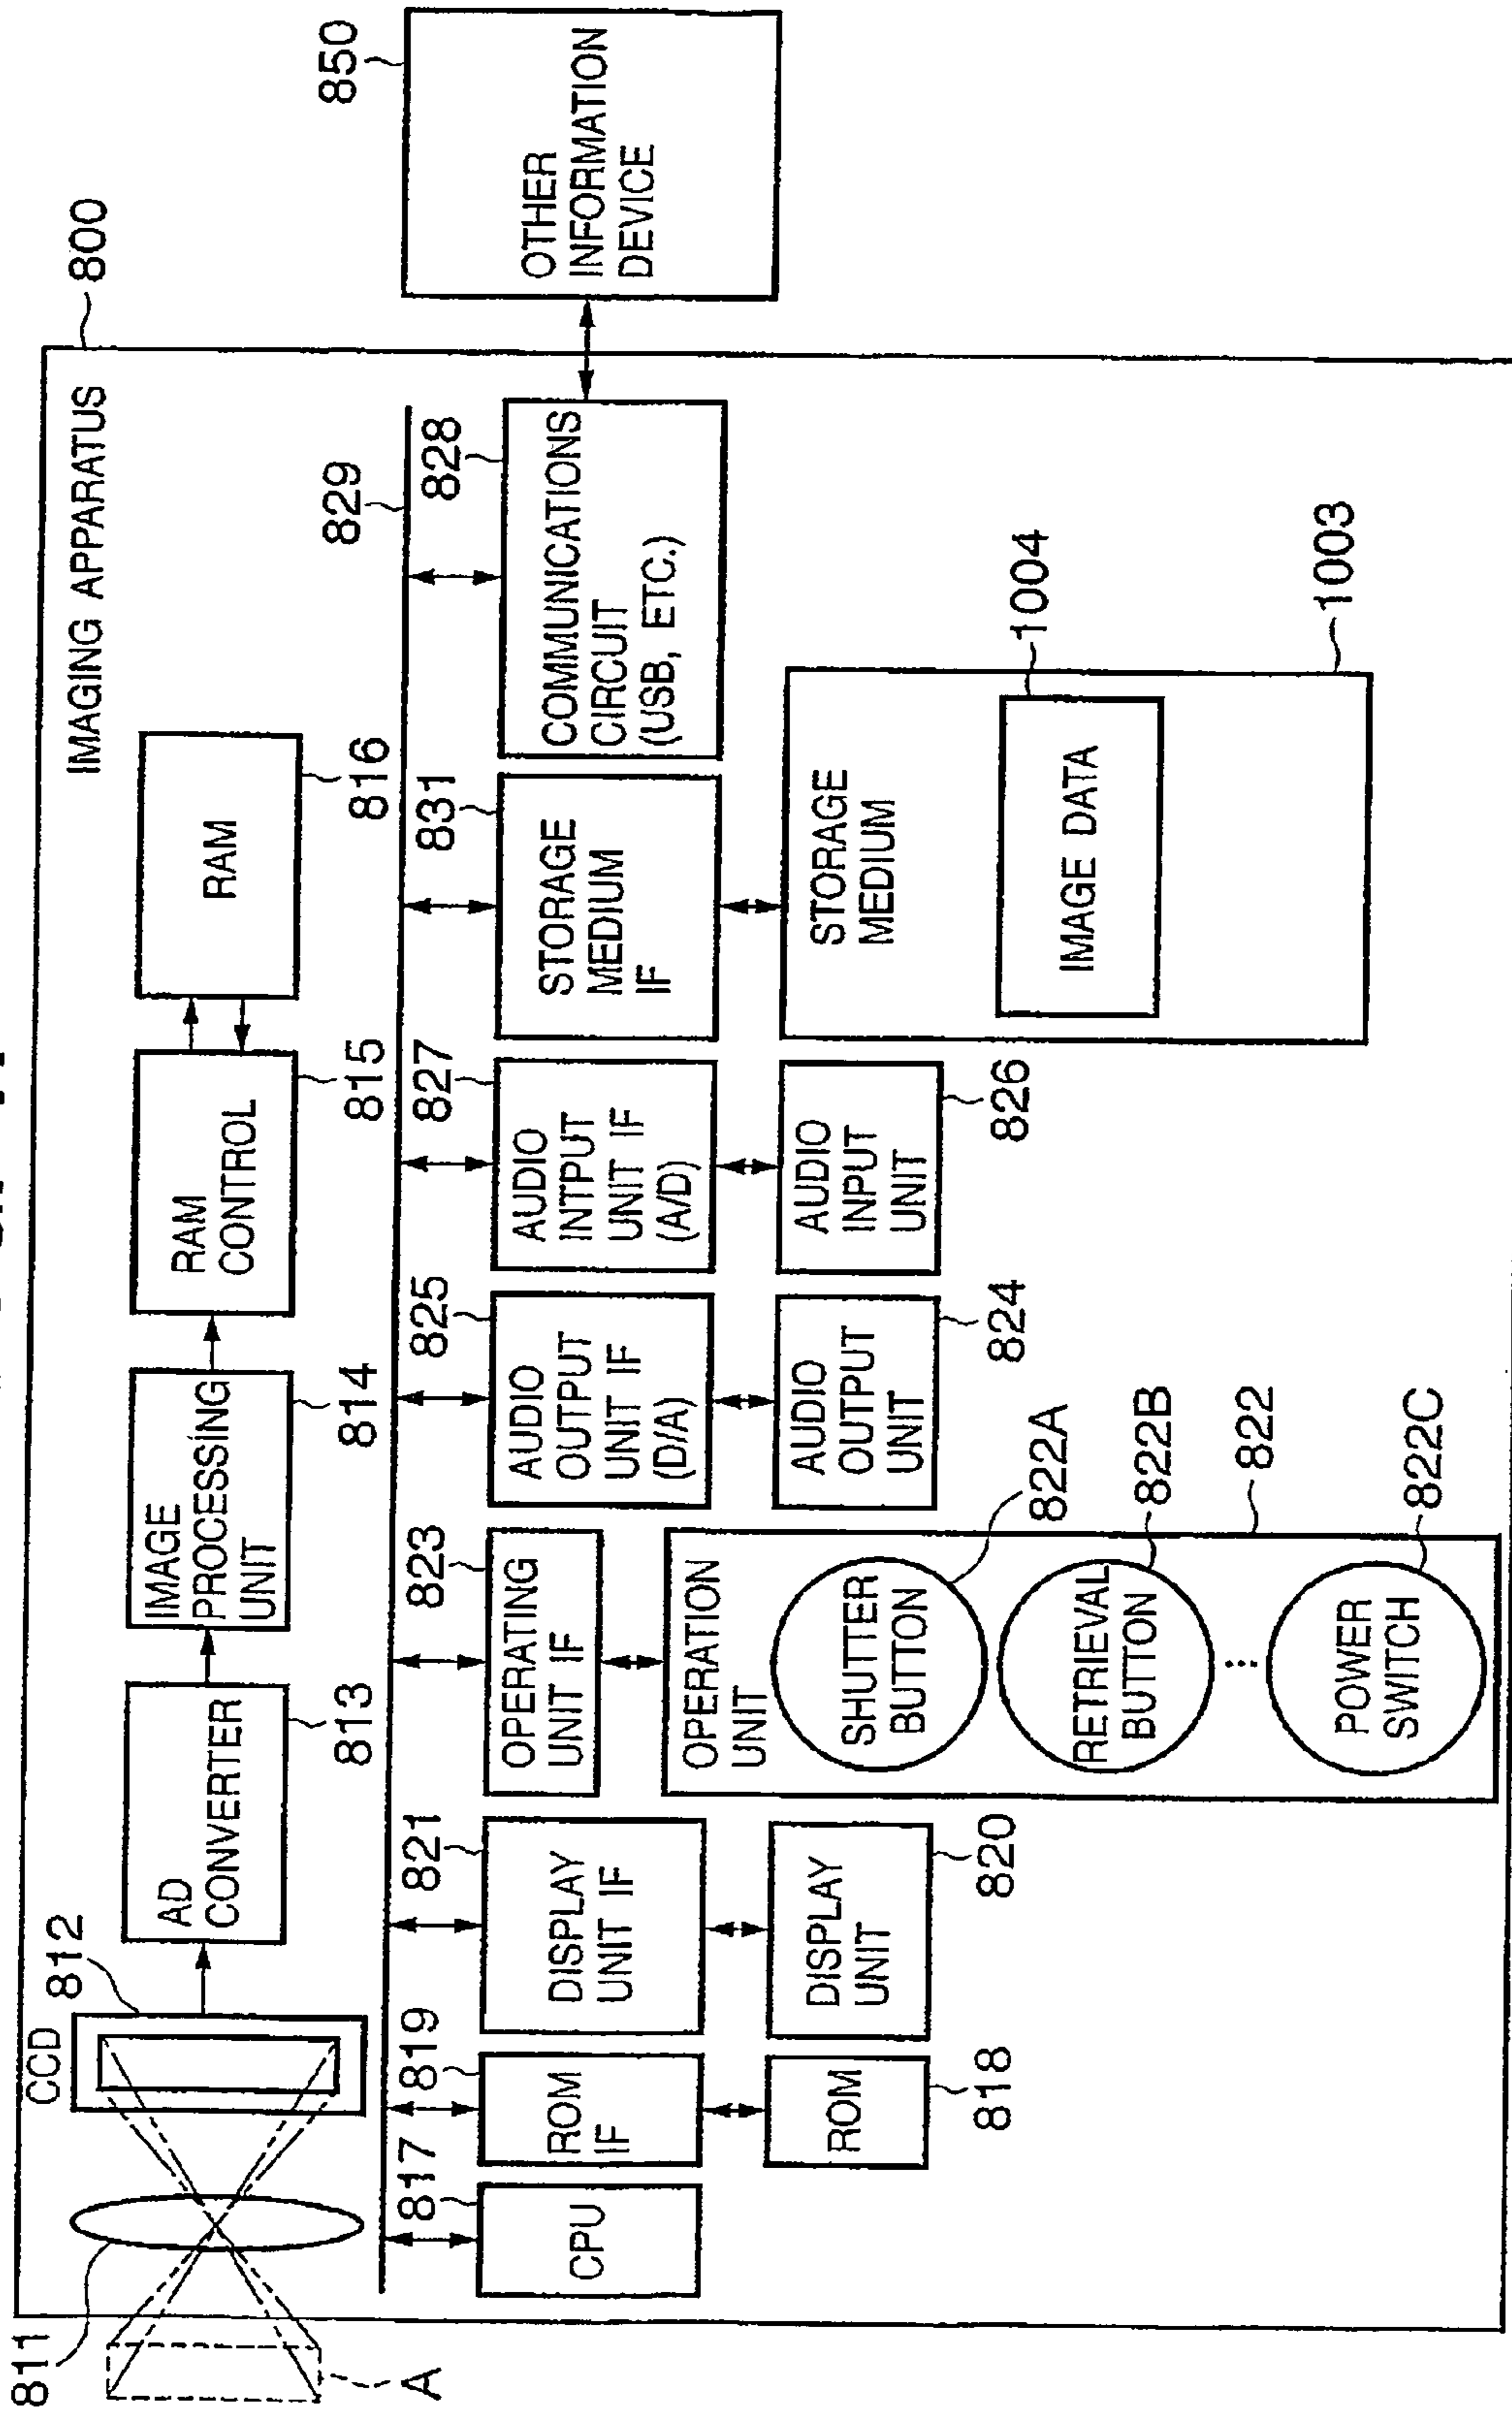 IMAGING APPARATUS
800
850
OTHER
INFORMATION
DEVICE
811
A
CCD
812
AD
CONVERTER
813
IMAGE
PROCESSING
UNIT
814
RAM
CONTROL
815
RAM
816
829
817
CPU
819
ROM
IF
ROM
818
821
DISPLAY
UNIT IF
DISPLAY
UNIT
820
823
OPERATING
UNIT IF
OPERATION
UNIT
SHUTTER
BUTTON
822A
RETRIEVAL
BUTTON
822B
822
POWER
SWITCH
822C
825
AUDIO
OUTPUT
UNIT IF
(D/A)
AUDIO
OUTPUT
UNIT
824
827
AUDIO
INTPUT
UNIT IF
(A/D)
AUDIO
INPUT
UNIT
826
831
STORAGE
MEDIUM
IF
STORAGE
MEDIUM
IMAGE DATA
1004
1003
828
COMMUNICATIONS
CIRCUIT
(USB, ETC.)